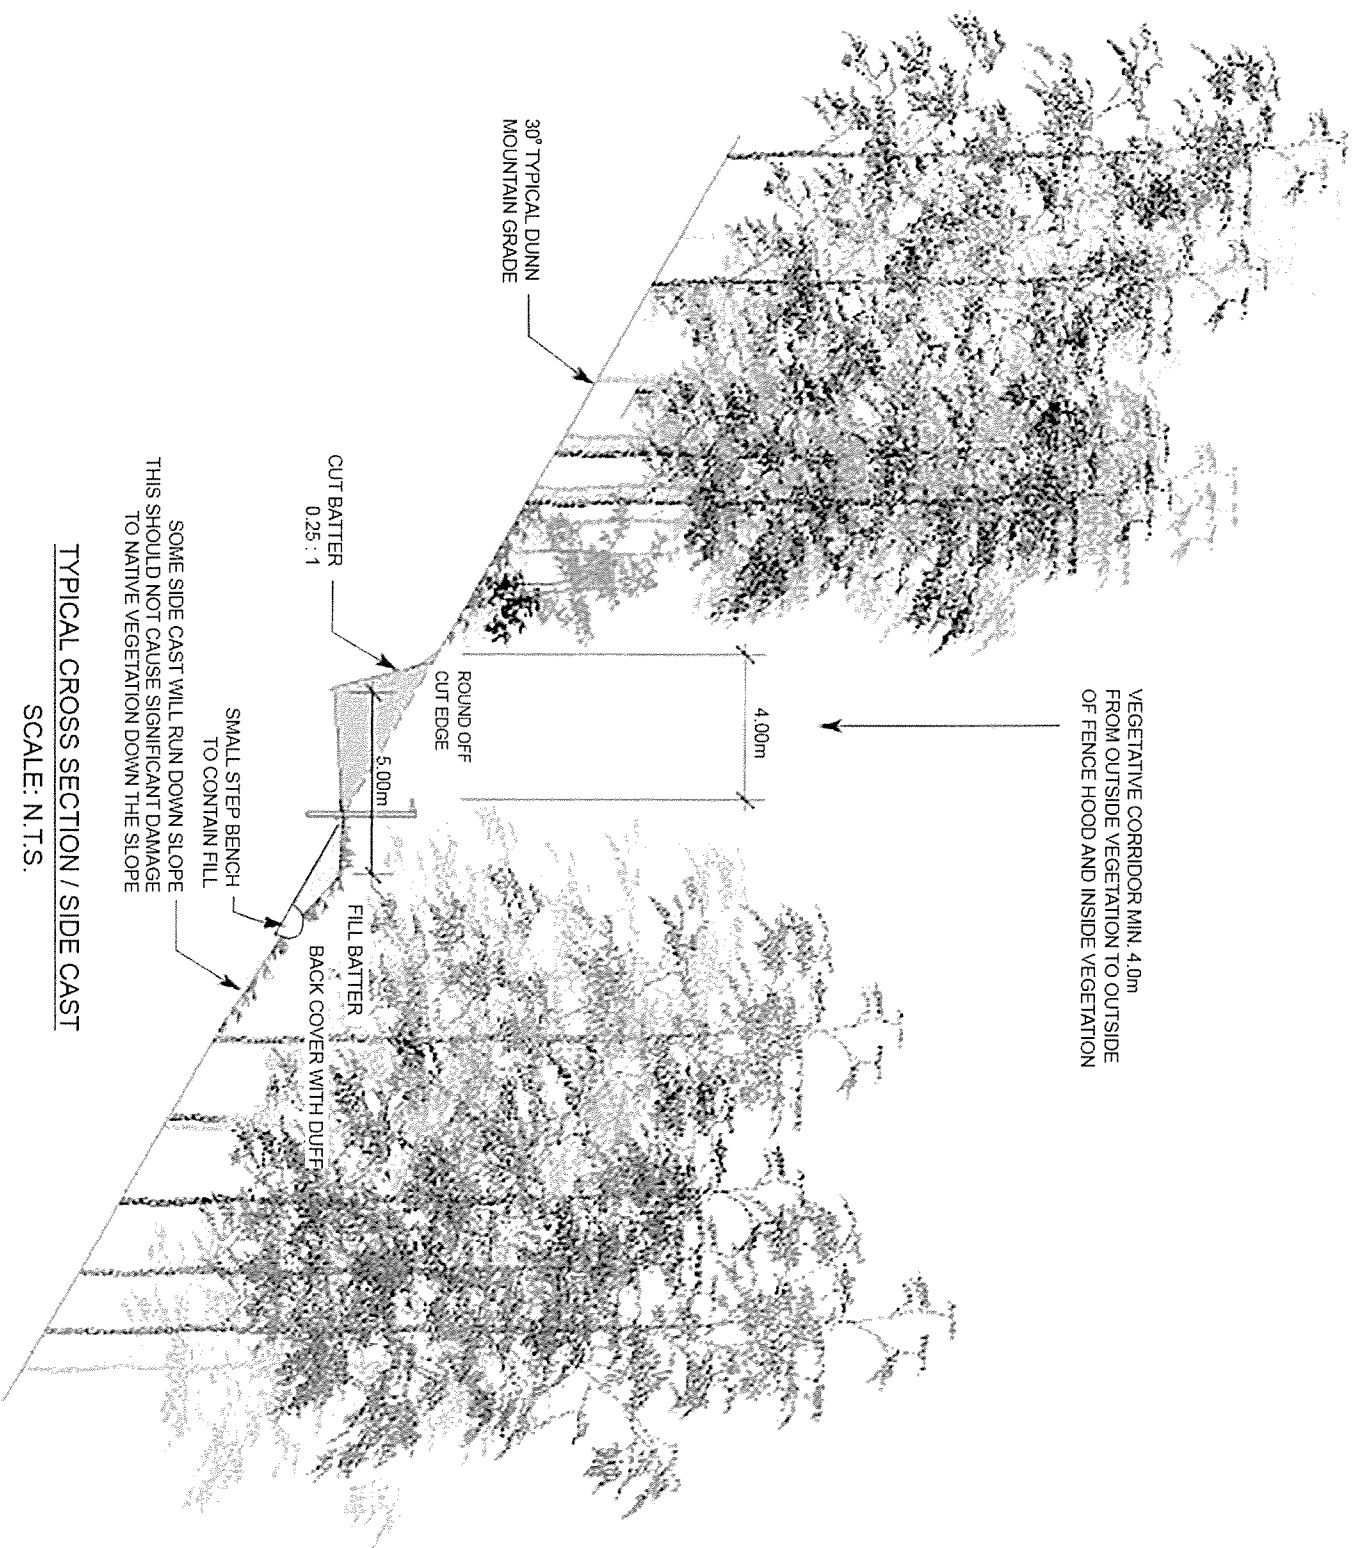 VEGETATIVE CORRIDOR MIN. 4.0m
FROM OUTSIDE VEGETATION TO OUTSIDE
OF FENCE HOOD AND INSIDE VEGETATION
4.00m
30° TYPICAL DUNN
MOUNTAIN GRADE
ROUND OFF
CUT EDGE
5.00m
CUT BATTER
0.25 : 1
FILL BATTER
BACK COVER WITH DUFF
SMALL STEP BENCH
TO CONTAIN FILL
SOME SIDE CAST WILL RUN DOWN SLOPE
THIS SHOULD NOT CAUSE SIGNIFICANT DAMAGE
TO NATIVE VEGETATION DOWN THE SLOPE
TYPICAL CROSS SECTION / SIDE CAST
SCALE: N.T.S.